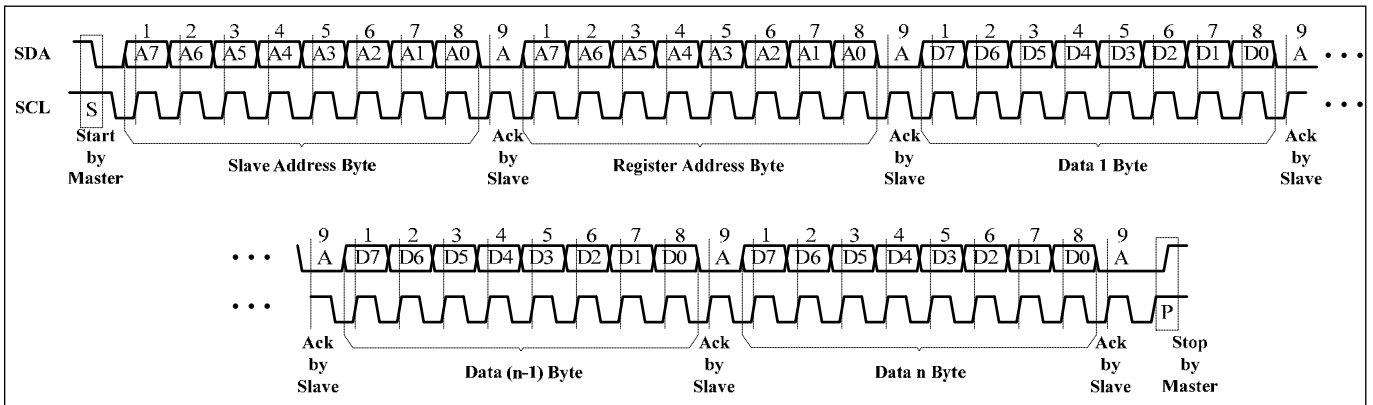 1 2 3 4 5 6 7 8 9 1 2 3 4 5 6 7 8 9 1 2 3 4 5 6 7 8 9
SDA A7 A6 A5 A4 A3 A2 A1 A0 A A7 A6 A5 A4 A3 A2 A1 A0 A D7 D6 D5 D4 D3 D2 D1 D0 A • • •
SCL S • • •
Start by Master
Slave Address Byte
Ack by Slave
Register Address Byte
Ack by Slave
Data 1 Byte
Ack by Slave
9 1 2 3 4 5 6 7 8 9 1 2 3 4 5 6 7 8 9
• • • A D7 D6 D5 D4 D3 D2 D1 D0 A D7 D6 D5 D4 D3 D2 D1 D0 A
• • • P
Ack by Slave
Data (n-1) Byte
Ack by Slave
Data n Byte
Ack by Slave
Stop by Master